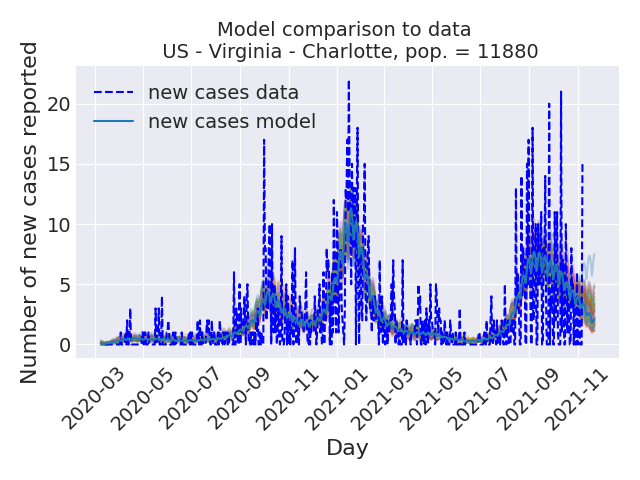 Model comparison to data
US - Virginia - Charlotte, pop. = 11880
Number of new cases reported
20
15
10
5
0
new cases data
new cases model
2020-03
2020-05
2020-07
2020-09
2020-11
2021-01
2021-03
2021-05
2021-07
2021-09
2021-11
Day